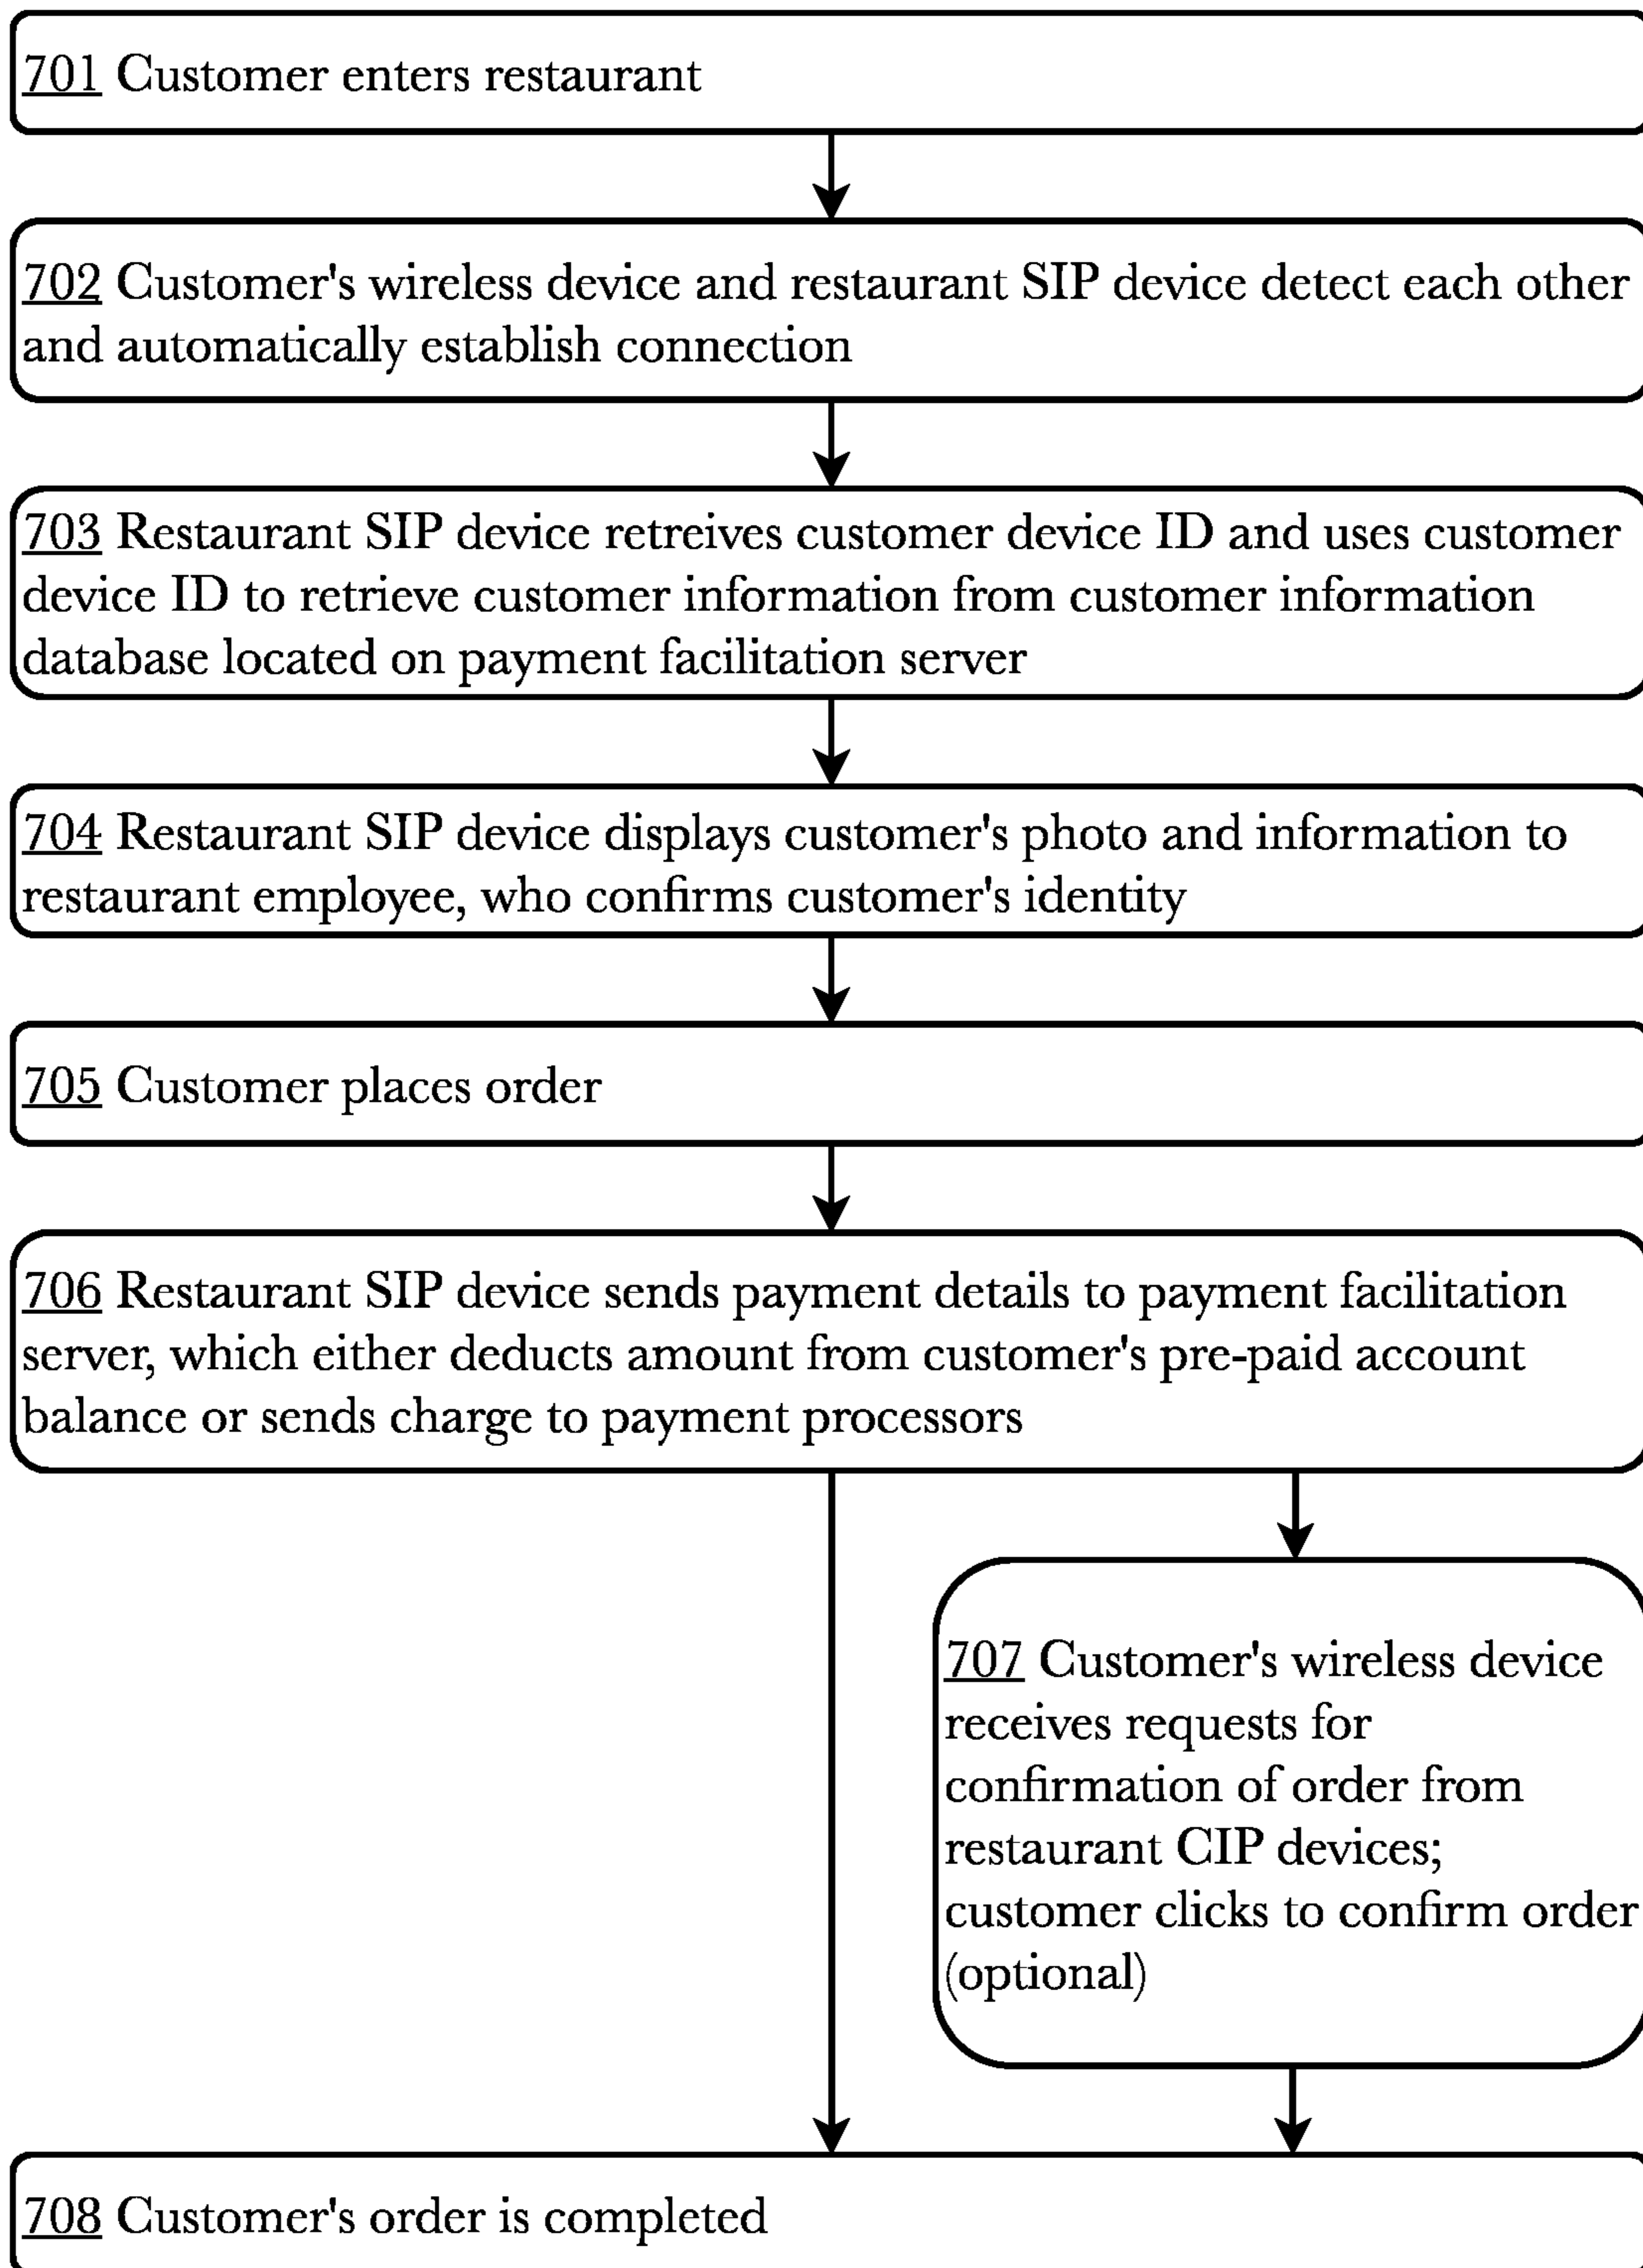 701 Customer enters restaurant
702 Customer's wireless device and restaurant SIP device detect each other
and automatically establish connection
703 Restaurant SIP device retreives customer device ID and uses customer
device ID to retrieve customer information from customer information
database located on payment facilitation server
704 Restaurant SIP device displays customer's photo and information to
restaurant employee, who confirms customer's identity
705 Customer places order
706 Restaurant SIP device sends payment details to payment facilitation
server, which either deducts amount from customer's pre-paid account
balance or sends charge to payment processors
707 Customer's wireless device
receives requests for
confirmation of order from
restaurant CIP devices;
customer clicks to confirm order
(optional)
708 Customer's order is completed